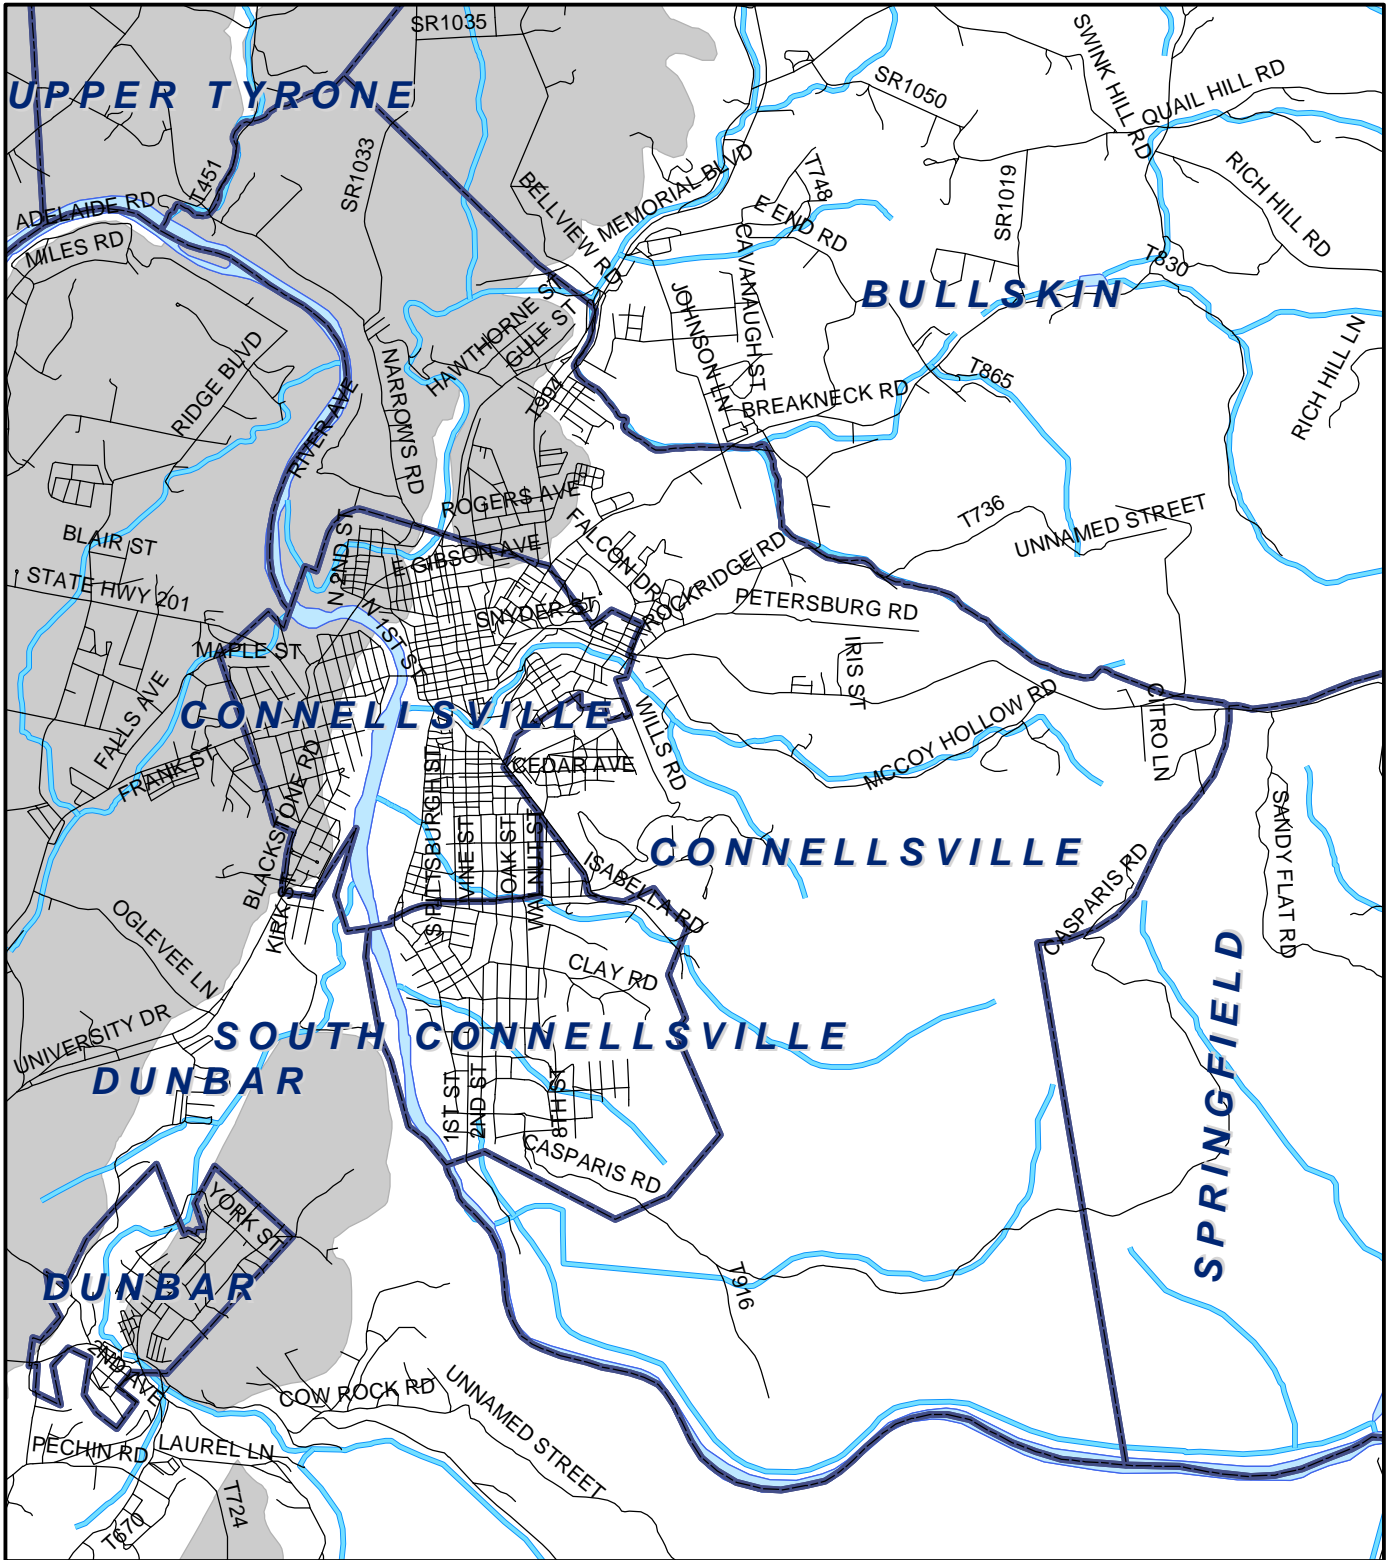 SR1035
SWINK HILL RD
SR1050
QUAIL HILL RD
UPPER TYRONE
SR1033
T451
MEMORIAL BLVD
T748
RICH HILL RD
SR1019
ADELAIDE RD
BELLVIEW RD
E END RD
MILES RD
CAVANAUGH ST
T830
BULLSKIN
HAWTHORNE ST
GULF ST
JOHNSON LN
RIDGE BLVD
NARROWS RD
T994
T865
RICH HILL LN
BREAKNECK RD
RIVER AVE
ROGERS AVE
FALCON DR
T736
UNNAMED STREET
BLAIR ST
N 2ND ST
E GIBSON AVE
ROCKRIDGE RD
STATE HWY 201
N 1ST ST
SNYDER ST
PETERSBURG RD
MAPLE ST
IRIS ST
FALLS AVE
CONNELLSVILLE
WILLS RD
MCCOY HOLLOW RD
CITRO LN
FRANK ST
CEDAR AVE
BLACKSTONE RD
S PITTSBURGH ST
VINE ST
OAK ST
WALNUT ST
CONNELLSVILLE
SANDY FLAT RD
ISABELLA RD
CASPARIS RD
KIRK ST
OGLEVEE LN
CLAY RD
UNIVERSITY DR
SOUTH CONNELLSVILLE
SPRINGFIELD
DUNBAR
1ST ST
2ND ST
8TH ST
CASPARIS RD
YORK ST
DUNBAR
T916
2ND AVE
COW ROCK RD
UNNAMED STREET
PECHIN RD
LAUREL LN
T724
T670